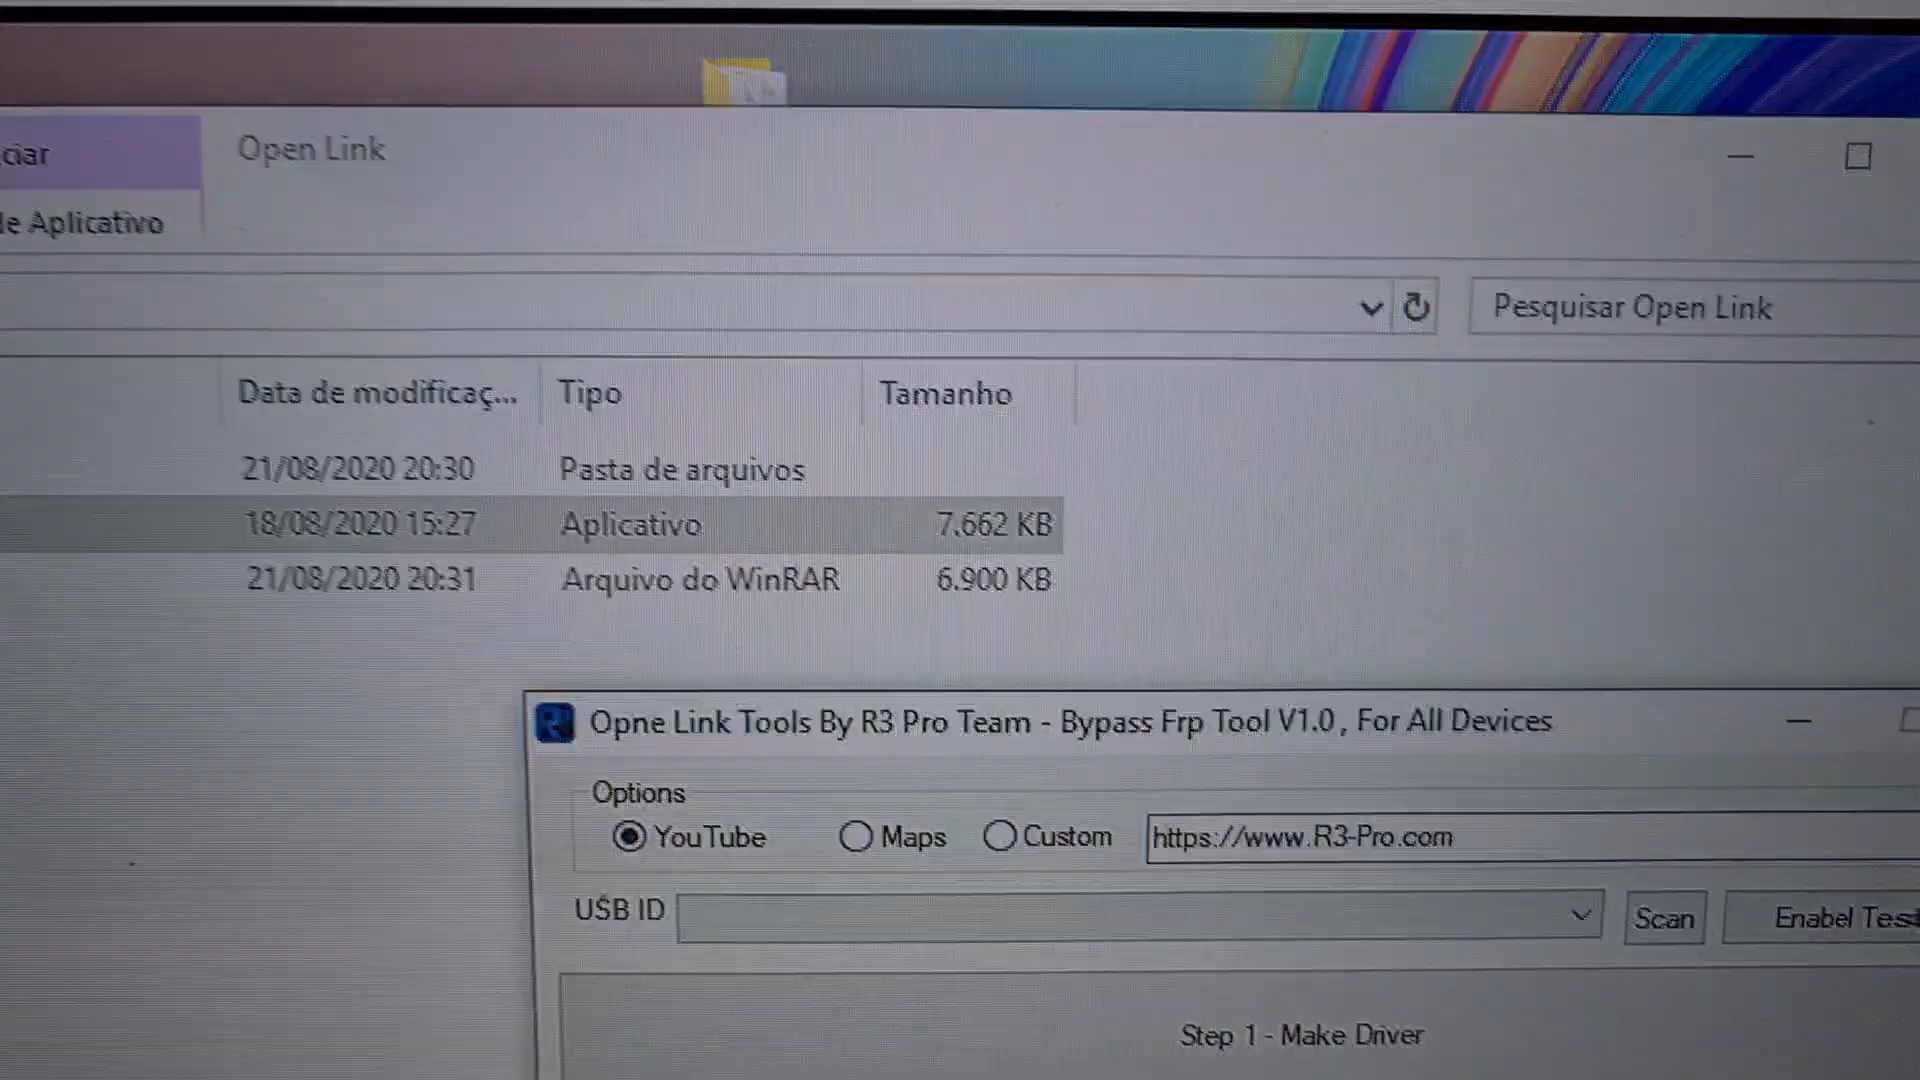 ciar
Open Link
de Aplicativo
Pesquisar Open Link
Data de modificaç... Tipo Tamanho
21/08/2020 20:30 Pasta de arquivos
18/08/2020 15:27 Aplicativo 7.662 KB
21/08/2020 20:31 Arquivo do WinRAR 6.900 KB
Opne Link Tools By R3 Pro Team - Bypass Frp Tool V1.0 , For All Devices
Options
YouTube Maps Custom https://www.R3-Pro.com
USB ID Scan Enabel Test
Step 1 - Make Driver